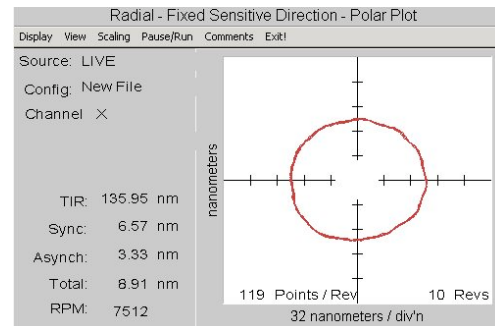 Radial - Fixed Sensitive Direction - Polar Plot
Display View Scaling Pause/Run Comments Exit!
Source: LIVE
Config: New File
Channel X
nanometers
TIR: 135.95 nm
Sync: 6.57 nm
Asynch: 3.33 nm
Total: 8.91 nm
RPM: 7512
119 Points/Rev 10 Revs
32 nanometers / div'n